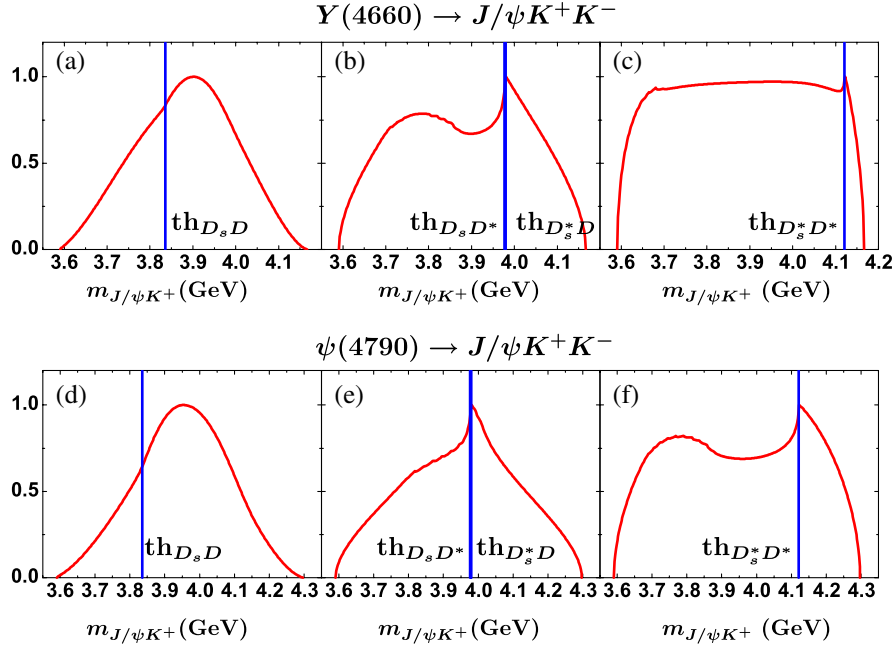 Y(4660) → J/ψK⁺K⁻
(a) (b) (c)
1.0
0.5
th_{D_sD} th_{D_sD*} th_{D_s*D} th_{D_s*D*}
0.0
3.6 3.7 3.8 3.9 4.0 4.1 3.6 3.7 3.8 3.9 4.0 4.1 3.6 3.7 3.8 3.9 4.0 4.1 4.2
m_{J/ψK⁺}(GeV) m_{J/ψK⁺}(GeV) m_{J/ψK⁺} (GeV)
ψ(4790) → J/ψK⁺K⁻
(d) (e) (f)
1.0
0.5
th_{D_sD} th_{D_sD*} th_{D_s*D} th_{D_s*D*}
0.0
3.6 3.7 3.8 3.9 4.0 4.1 4.2 4.3 3.6 3.7 3.8 3.9 4.0 4.1 4.2 4.3 3.6 3.7 3.8 3.9 4.0 4.1 4.2 4.3
m_{J/ψK⁺}(GeV) m_{J/ψK⁺}(GeV) m_{J/ψK⁺} (GeV)